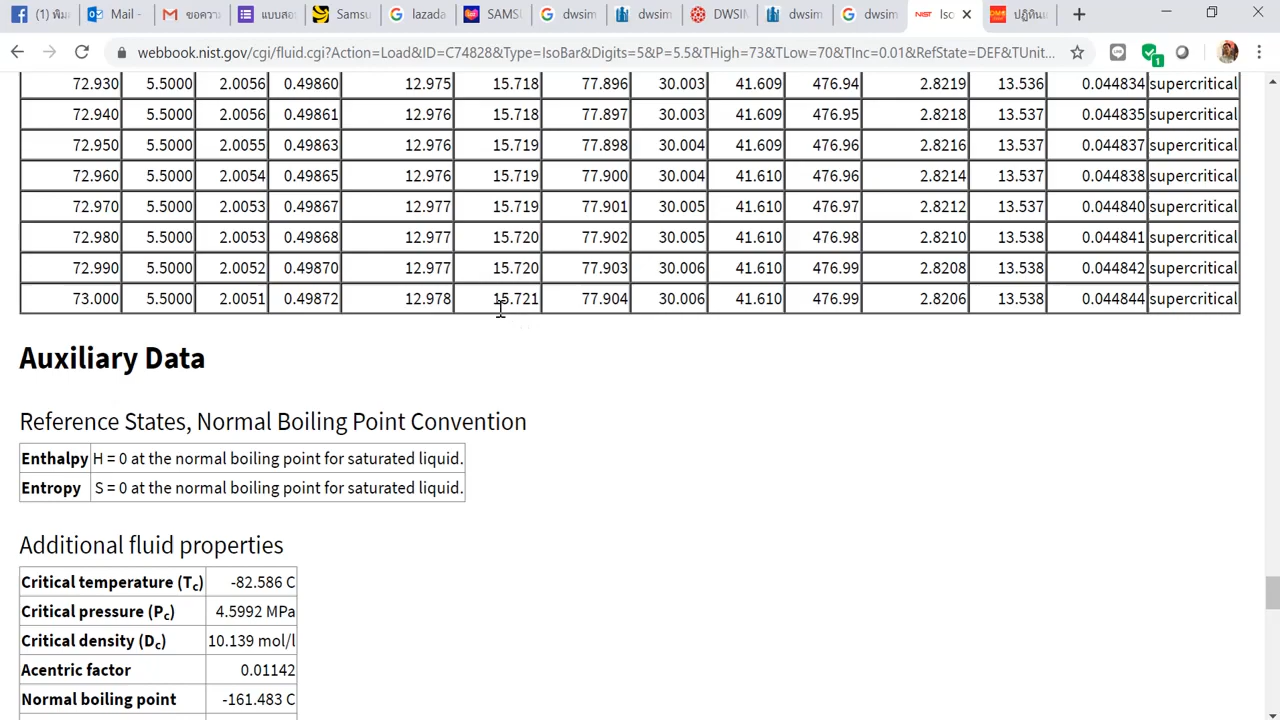 (1) พิม
Mail -
ขอความ
แบบส
Samsu
lazada
SAMS
dwsim
dwsim
DWSIM
dwsim
dwsim
NIST Iso
ปฏิทิน
webbook.nist.gov/cgi/fluid.cgi?Action=Load&ID=C74828&Type=IsoBar&Digits=5&P=5.5&THigh=73&TLow=70&TInc=0.01&RefState=DEF&TUnit...
1
72.930 5.5000 2.0056 0.49860 12.975 15.718 77.896 30.003 41.609 476.94 2.8219 13.536 0.044834 supercritical
72.940 5.5000 2.0056 0.49861 12.976 15.718 77.897 30.003 41.609 476.95 2.8218 13.537 0.044835 supercritical
72.950 5.5000 2.0055 0.49863 12.976 15.719 77.898 30.004 41.609 476.96 2.8216 13.537 0.044837 supercritical
72.960 5.5000 2.0054 0.49865 12.976 15.719 77.900 30.004 41.610 476.96 2.8214 13.537 0.044838 supercritical
72.970 5.5000 2.0053 0.49867 12.977 15.719 77.901 30.005 41.610 476.97 2.8212 13.537 0.044840 supercritical
72.980 5.5000 2.0053 0.49868 12.977 15.720 77.902 30.005 41.610 476.98 2.8210 13.538 0.044841 supercritical
72.990 5.5000 2.0052 0.49870 12.977 15.720 77.903 30.006 41.610 476.99 2.8208 13.538 0.044842 supercritical
73.000 5.5000 2.0051 0.49872 12.978 15.721 77.904 30.006 41.610 476.99 2.8206 13.538 0.044844 supercritical
Auxiliary Data
Reference States, Normal Boiling Point Convention
Enthalpy H = 0 at the normal boiling point for saturated liquid.
Entropy S = 0 at the normal boiling point for saturated liquid.
Additional fluid properties
Critical temperature (Tc) -82.586 C
Critical pressure (Pc) 4.5992 MPa
Critical density (Dc) 10.139 mol/l
Acentric factor 0.01142
Normal boiling point -161.483 C